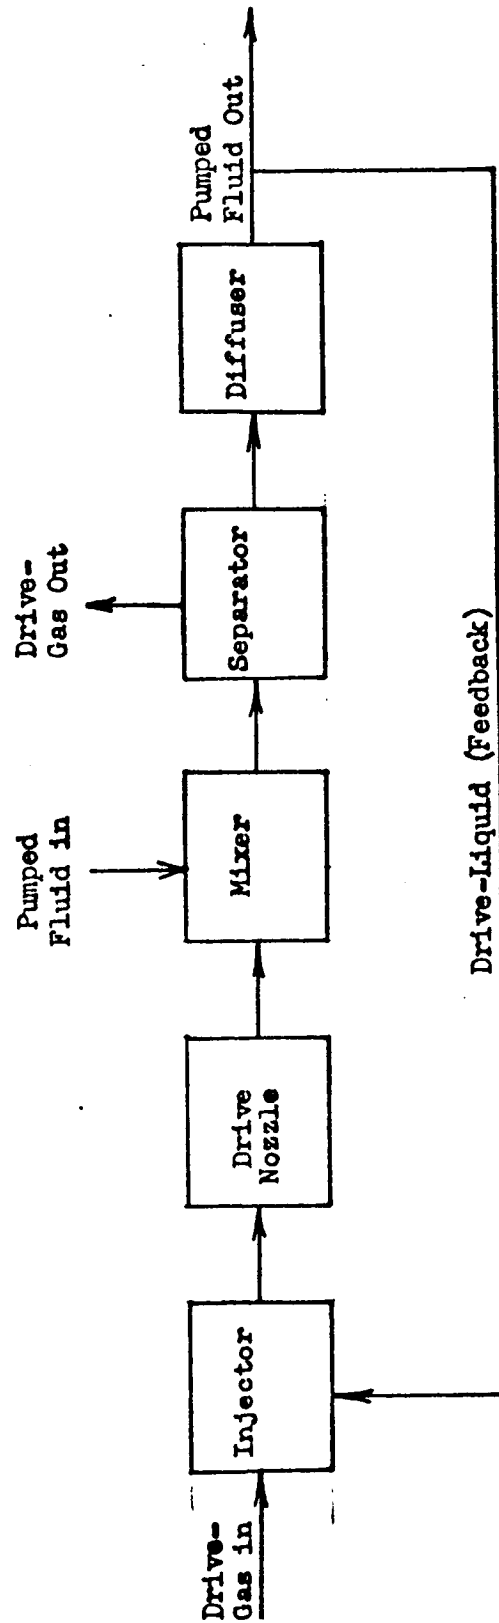 Drive-
Gas in
Injector
Drive
Nozzle
Pumped
Fluid in
Mixer
Drive-
Gas Out
Separator
Diffuser
Pumped
Fluid Out
Drive-Liquid (Feedback)